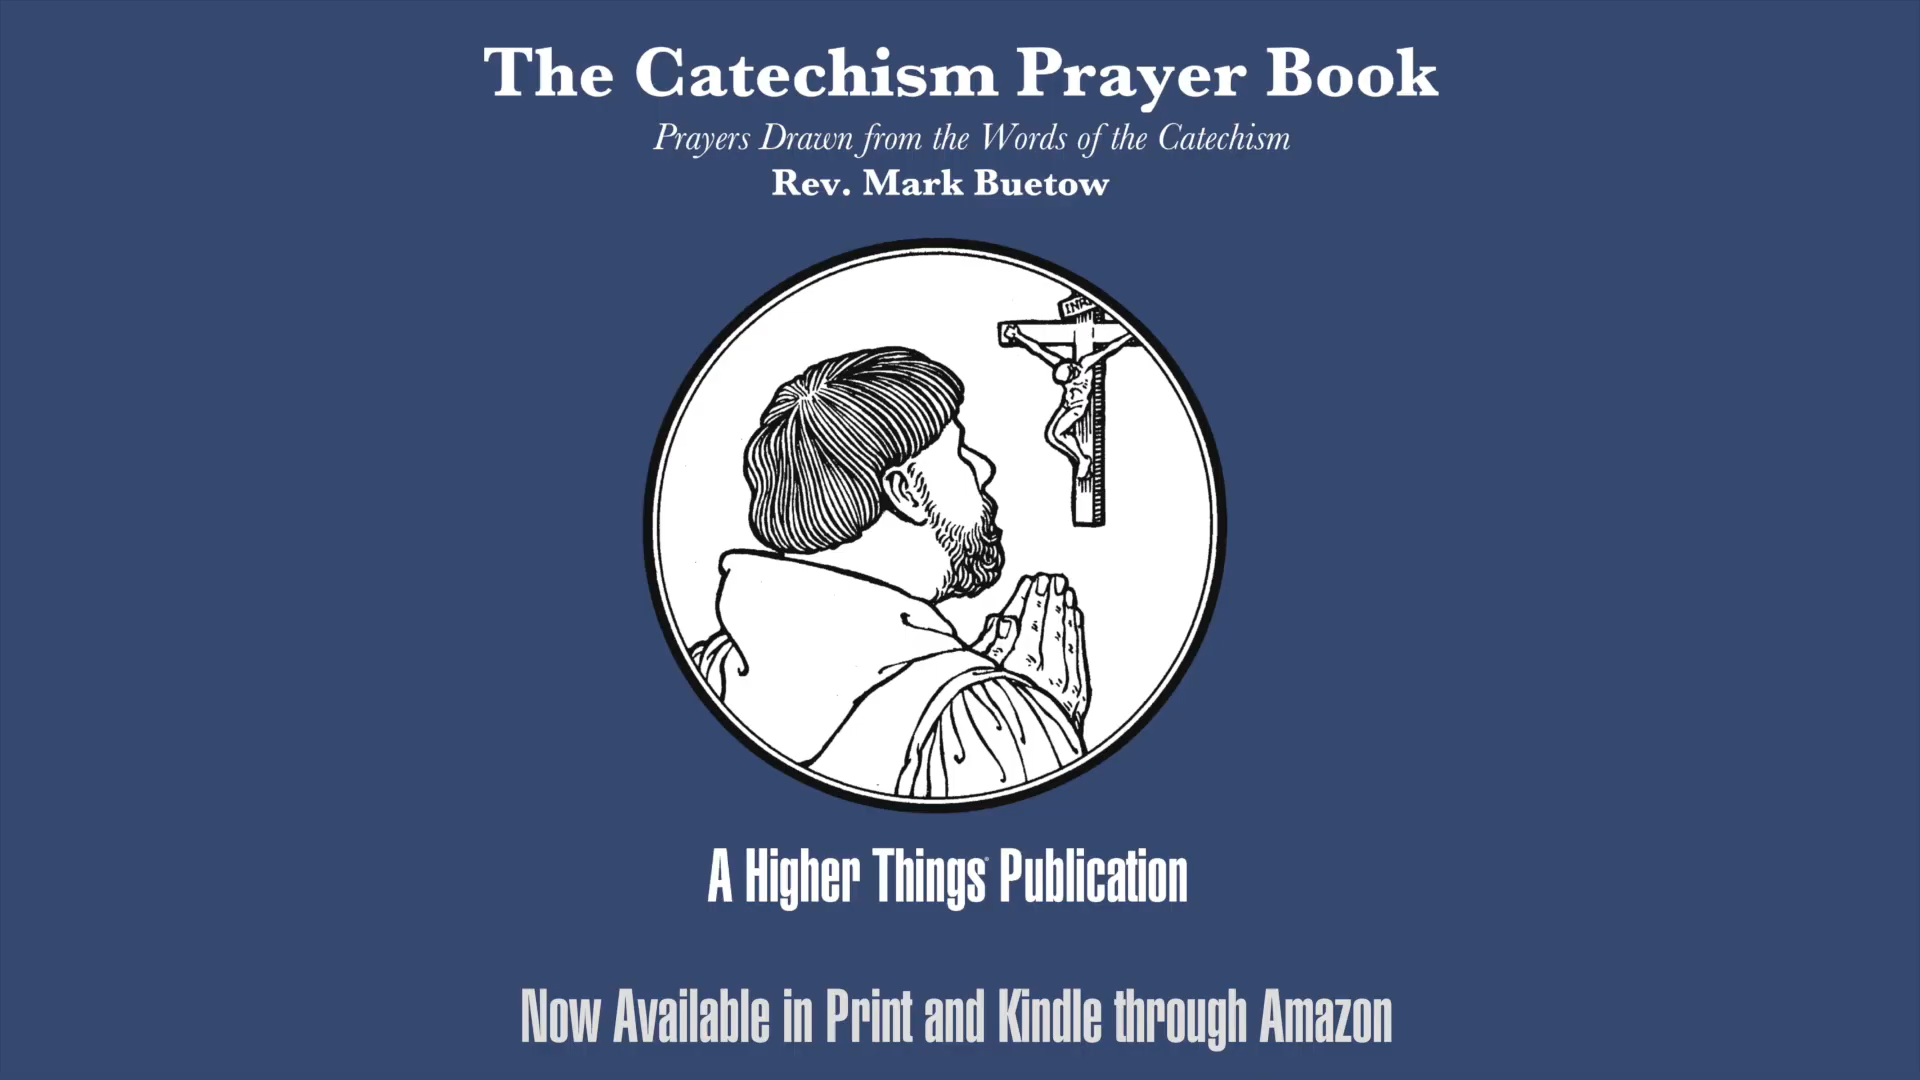 The Catechism Prayer Book
Prayers Drawn from the Words of the Catechism
Rev. Mark Buetow
INRI
A Higher Things® Publication
Now Available in Print and Kindle through Amazon